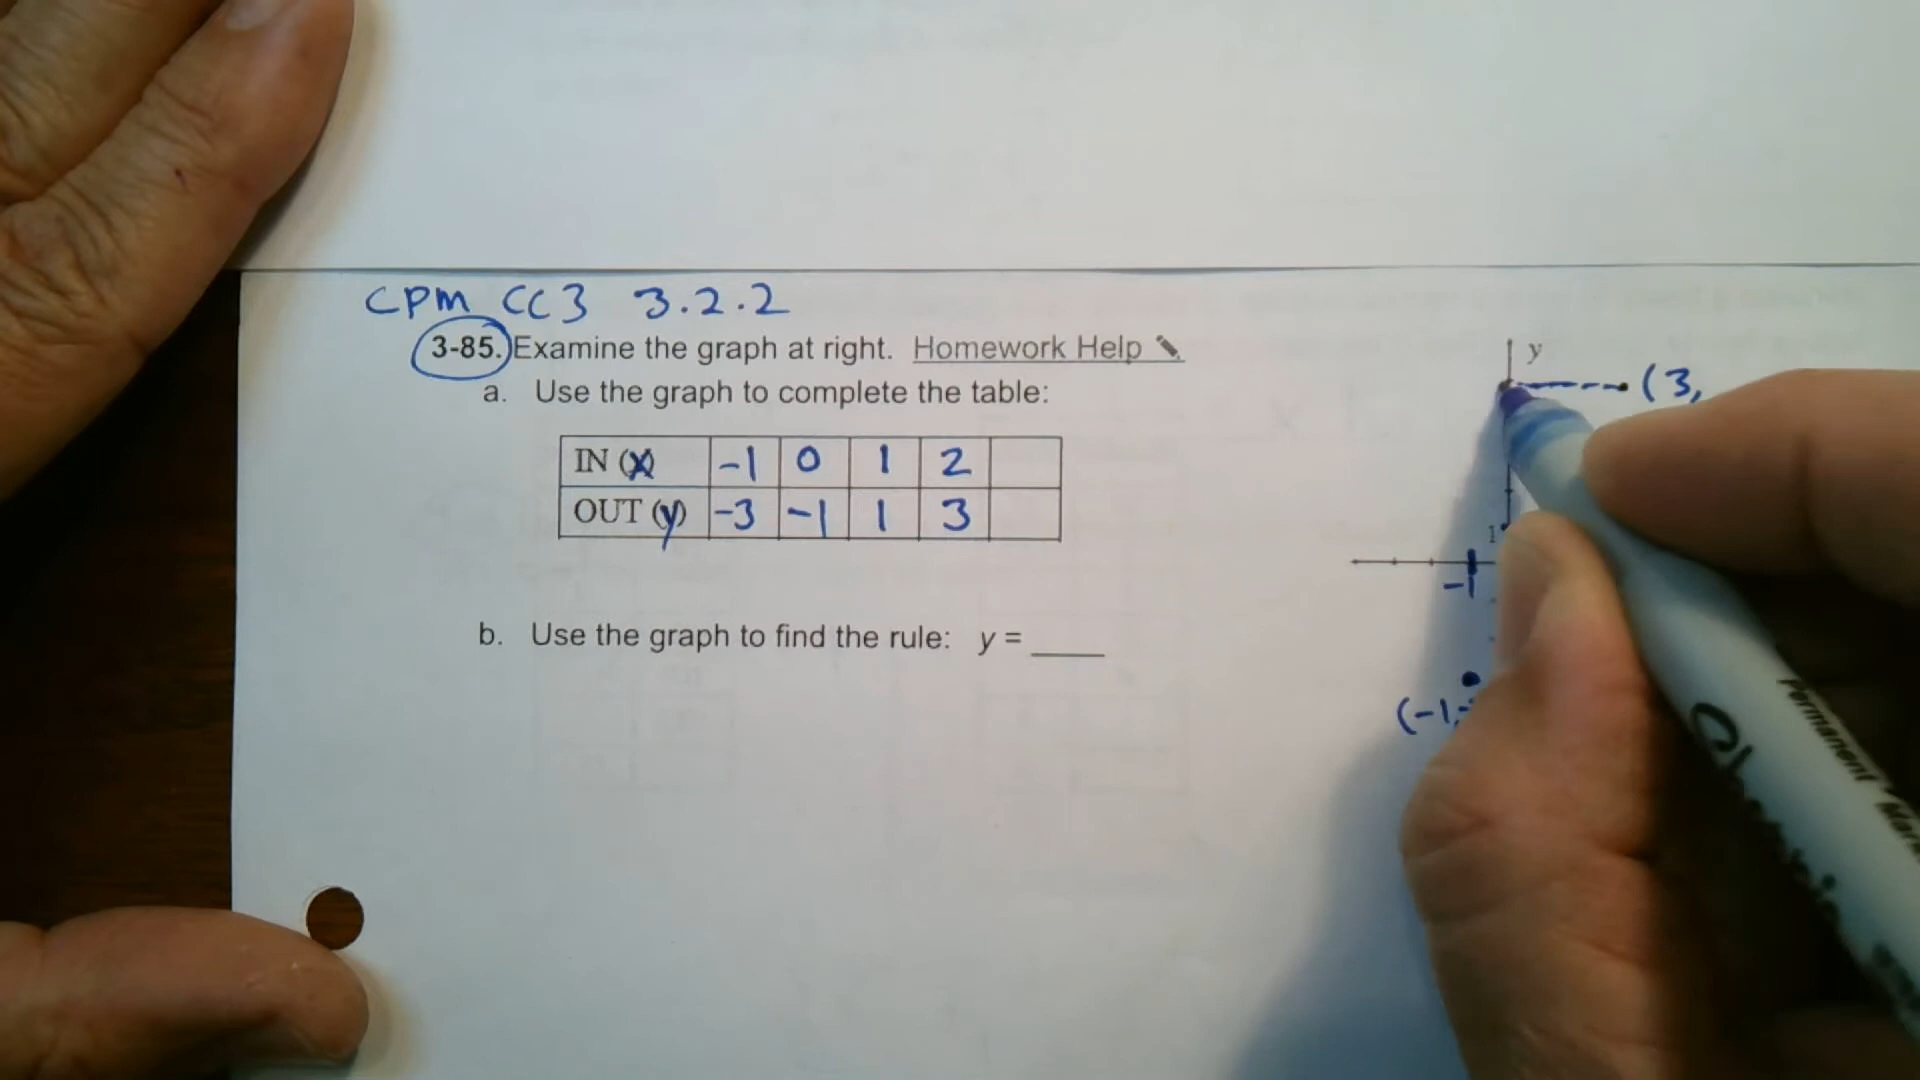 CPM CC3 3.2.2
3-85. Examine the graph at right. Homework Help ✎
a. Use the graph to complete the table:
IN (x) -1 0 1 2
OUT (y) -3 -1 1 3
b. Use the graph to find the rule: y = ____
y
(3,
1
-1
(-1,-
Permanent